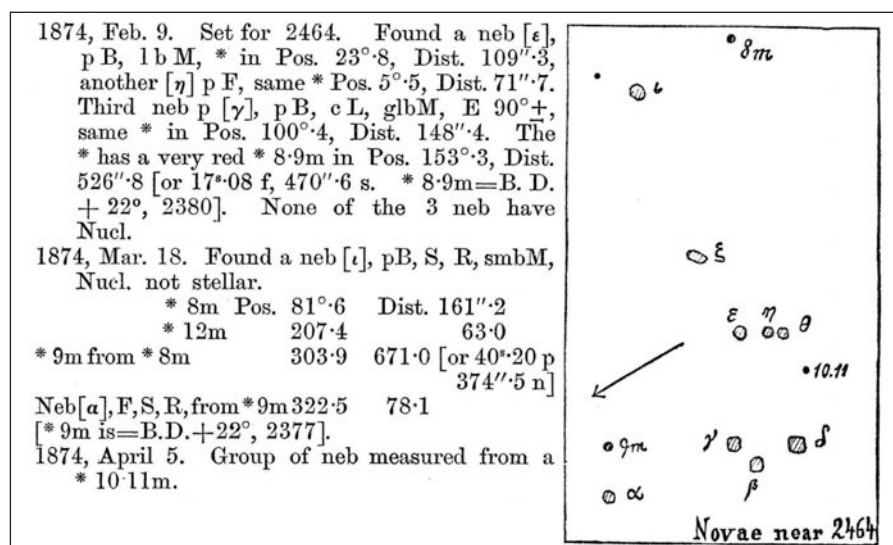 1874, Feb. 9. Set for 2464. Found a neb [ε],
p B, l b M, * in Pos. 23°·8, Dist. 109″·3,
another [η] p F, same * Pos. 5°·5, Dist. 71″·7.
Third neb p [γ], p B, c L, glbM, E 90°±,
same * in Pos. 100°·4, Dist. 148″·4. The
* has a very red * 8·9m in Pos. 153°·3, Dist.
526″·8 [or 17ˢ·08 f, 470″·6 s. * 8·9m=B. D.
+ 22°, 2380]. None of the 3 neb have
Nucl.
1874, Mar. 18. Found a neb [ι], pB, S, R, smbM,
Nucl. not stellar.
* 8m Pos. 81°·6 Dist. 161″·2
* 12m 207·4 63·0
* 9m from * 8m 303·9 671·0 [or 40ˢ·20 p
374″·5 n]
Neb[α], F, S, R, from * 9m 322·5 78·1
[* 9m is=B.D.+22°, 2377].
1874, April 5. Group of neb measured from a
* 10·11m.
8m
ι
ξ
ε η θ
10.11
9m γ δ
β
α
Novae near 2464